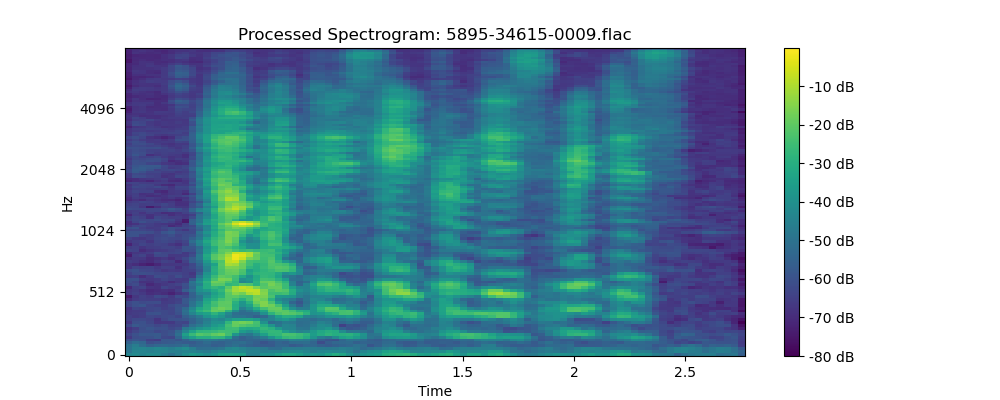 Processed Spectrogram: 5895-34615-0009.flac
Hz
4096
2048
1024
512
0
0
0.5
1
1.5
2
2.5
Time
-10 dB
-20 dB
-30 dB
-40 dB
-50 dB
-60 dB
-70 dB
-80 dB